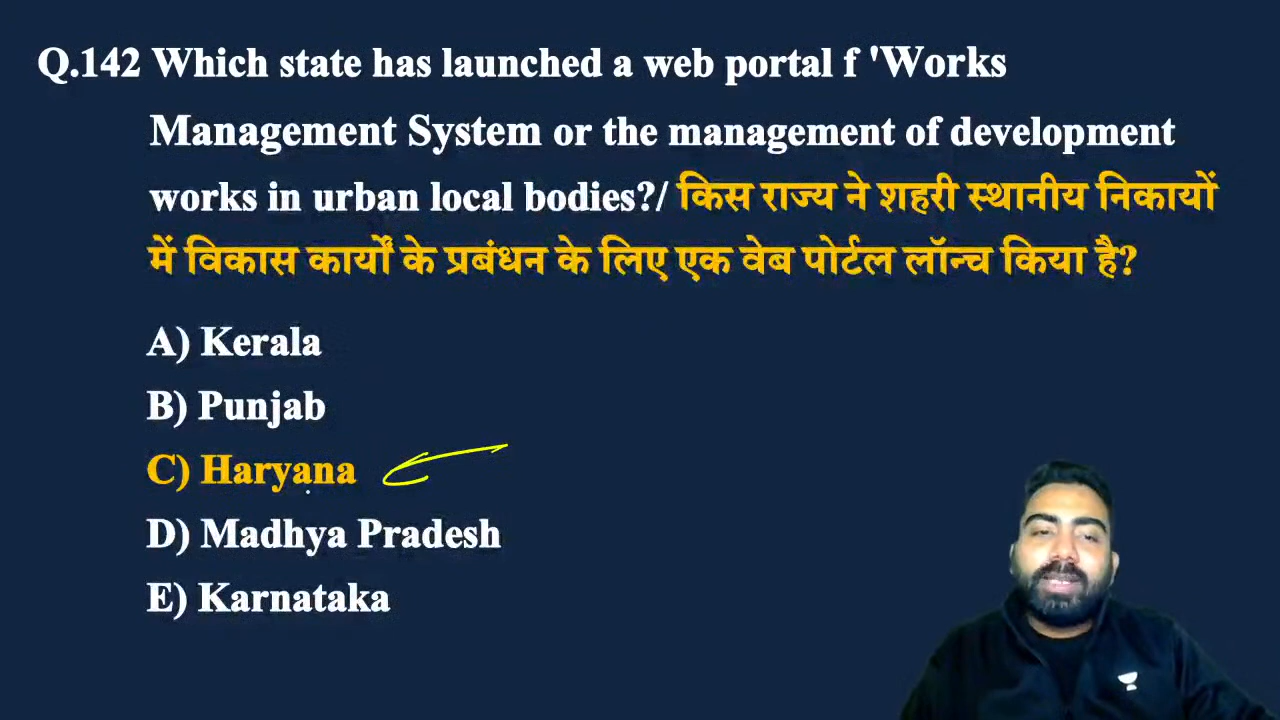 Q.142 Which state has launched a web portal f 'Works
Management System or the management of development
works in urban local bodies?/ किस राज्य ने शहरी स्थानीय निकायों
में विकास कार्यों के प्रबंधन के लिए एक वेब पोर्टल लॉन्च किया है?
A) Kerala
B) Punjab
C) Haryana
D) Madhya Pradesh
E) Karnataka